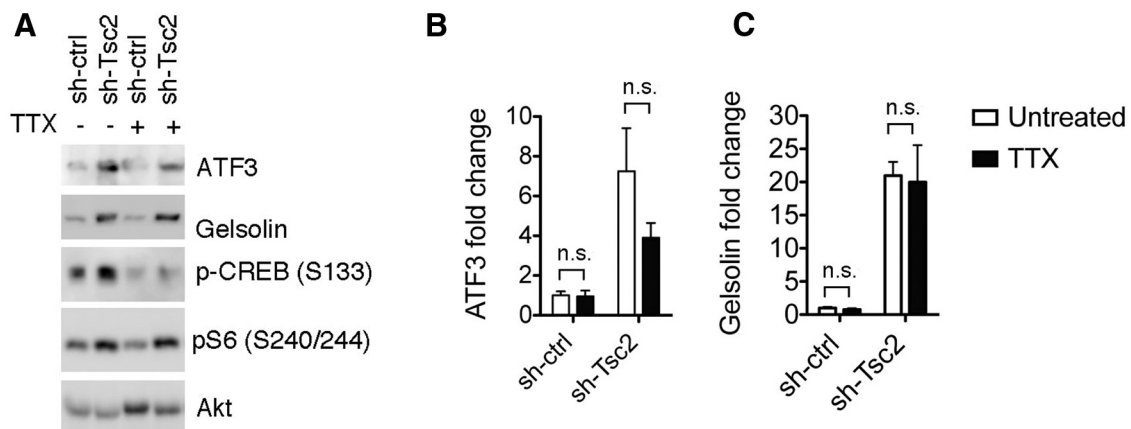 A
sh-ctrl
sh-Tsc2
sh-ctrl
sh-Tsc2
TTX - - + +
ATF3
Gelsolin
p-CREB (S133)
pS6 (S240/244)
Akt
B
ATF3 fold change
10
8
6
4
2
0
n.s.
n.s.
sh-ctrl
sh-Tsc2
C
Gelsolin fold change
30
25
20
15
10
5
0
n.s.
n.s.
sh-ctrl
sh-Tsc2
Untreated
TTX